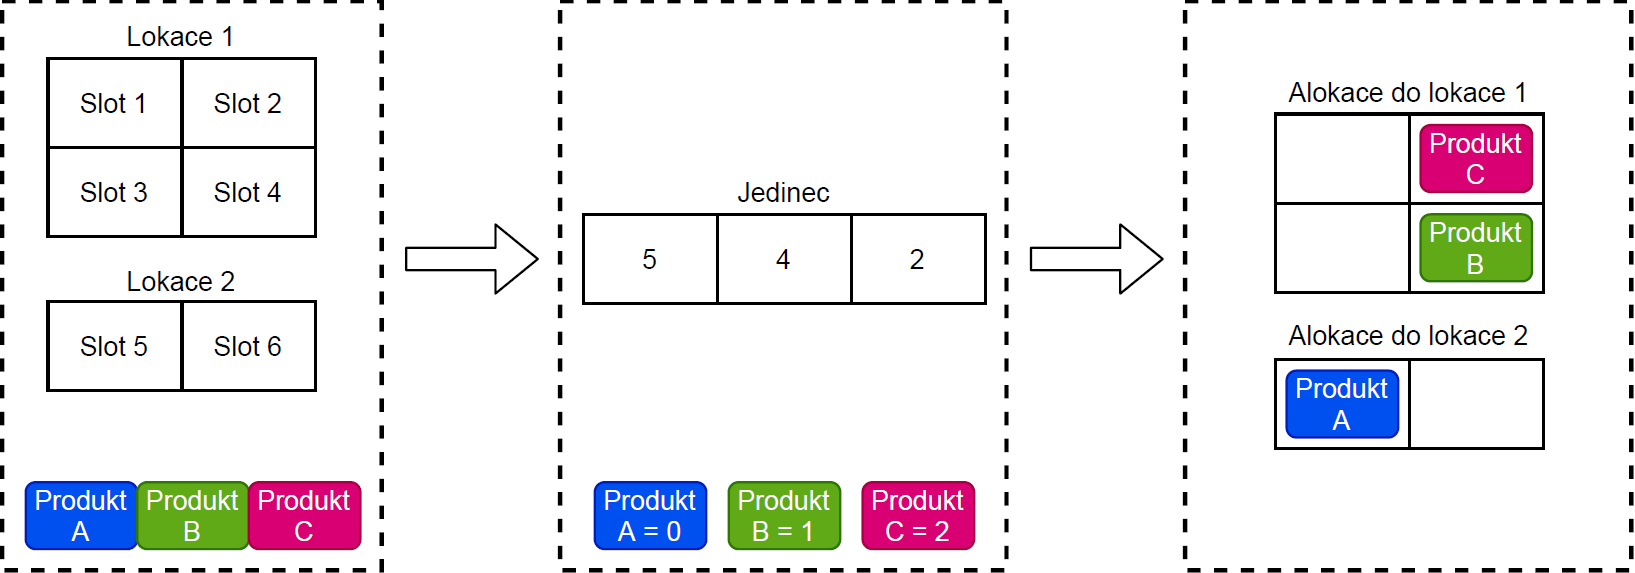 Lokace 1
Slot 1
Slot 2
Slot 3
Slot 4
Lokace 2
Slot 5
Slot 6
Produkt
A
Produkt
B
Produkt
C
Jedinec
5
4
2
Produkt
A = 0
Produkt
B = 1
Produkt
C = 2
Alokace do lokace 1
Produkt
C
Produkt
B
Alokace do lokace 2
Produkt
A